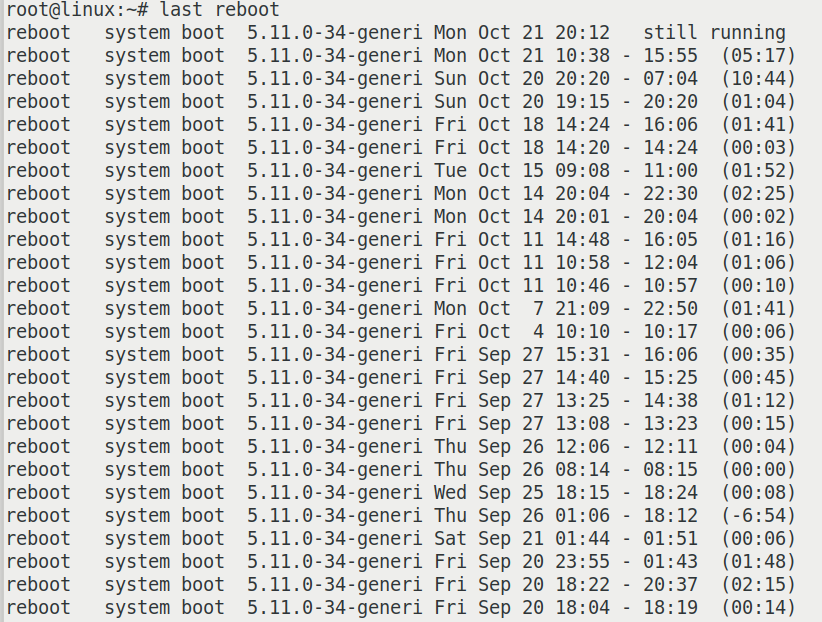 root@linux:~# last reboot
reboot   system boot  5.11.0-34-generi Mon Oct 21 20:12   still running
reboot   system boot  5.11.0-34-generi Mon Oct 21 10:38 - 15:55  (05:17)
reboot   system boot  5.11.0-34-generi Sun Oct 20 20:20 - 07:04  (10:44)
reboot   system boot  5.11.0-34-generi Sun Oct 20 19:15 - 20:20  (01:04)
reboot   system boot  5.11.0-34-generi Fri Oct 18 14:24 - 16:06  (01:41)
reboot   system boot  5.11.0-34-generi Fri Oct 18 14:20 - 14:24  (00:03)
reboot   system boot  5.11.0-34-generi Tue Oct 15 09:08 - 11:00  (01:52)
reboot   system boot  5.11.0-34-generi Mon Oct 14 20:04 - 22:30  (02:25)
reboot   system boot  5.11.0-34-generi Mon Oct 14 20:01 - 20:04  (00:02)
reboot   system boot  5.11.0-34-generi Fri Oct 11 14:48 - 16:05  (01:16)
reboot   system boot  5.11.0-34-generi Fri Oct 11 10:58 - 12:04  (01:06)
reboot   system boot  5.11.0-34-generi Fri Oct 11 10:46 - 10:57  (00:10)
reboot   system boot  5.11.0-34-generi Mon Oct  7 21:09 - 22:50  (01:41)
reboot   system boot  5.11.0-34-generi Fri Oct  4 10:10 - 10:17  (00:06)
reboot   system boot  5.11.0-34-generi Fri Sep 27 15:31 - 16:06  (00:35)
reboot   system boot  5.11.0-34-generi Fri Sep 27 14:40 - 15:25  (00:45)
reboot   system boot  5.11.0-34-generi Fri Sep 27 13:25 - 14:38  (01:12)
reboot   system boot  5.11.0-34-generi Fri Sep 27 13:08 - 13:23  (00:15)
reboot   system boot  5.11.0-34-generi Thu Sep 26 12:06 - 12:11  (00:04)
reboot   system boot  5.11.0-34-generi Thu Sep 26 08:14 - 08:15  (00:00)
reboot   system boot  5.11.0-34-generi Wed Sep 25 18:15 - 18:24  (00:08)
reboot   system boot  5.11.0-34-generi Thu Sep 26 01:06 - 18:12  (-6:54)
reboot   system boot  5.11.0-34-generi Sat Sep 21 01:44 - 01:51  (00:06)
reboot   system boot  5.11.0-34-generi Fri Sep 20 23:55 - 01:43  (01:48)
reboot   system boot  5.11.0-34-generi Fri Sep 20 18:22 - 20:37  (02:15)
reboot   system boot  5.11.0-34-generi Fri Sep 20 18:04 - 18:19  (00:14)